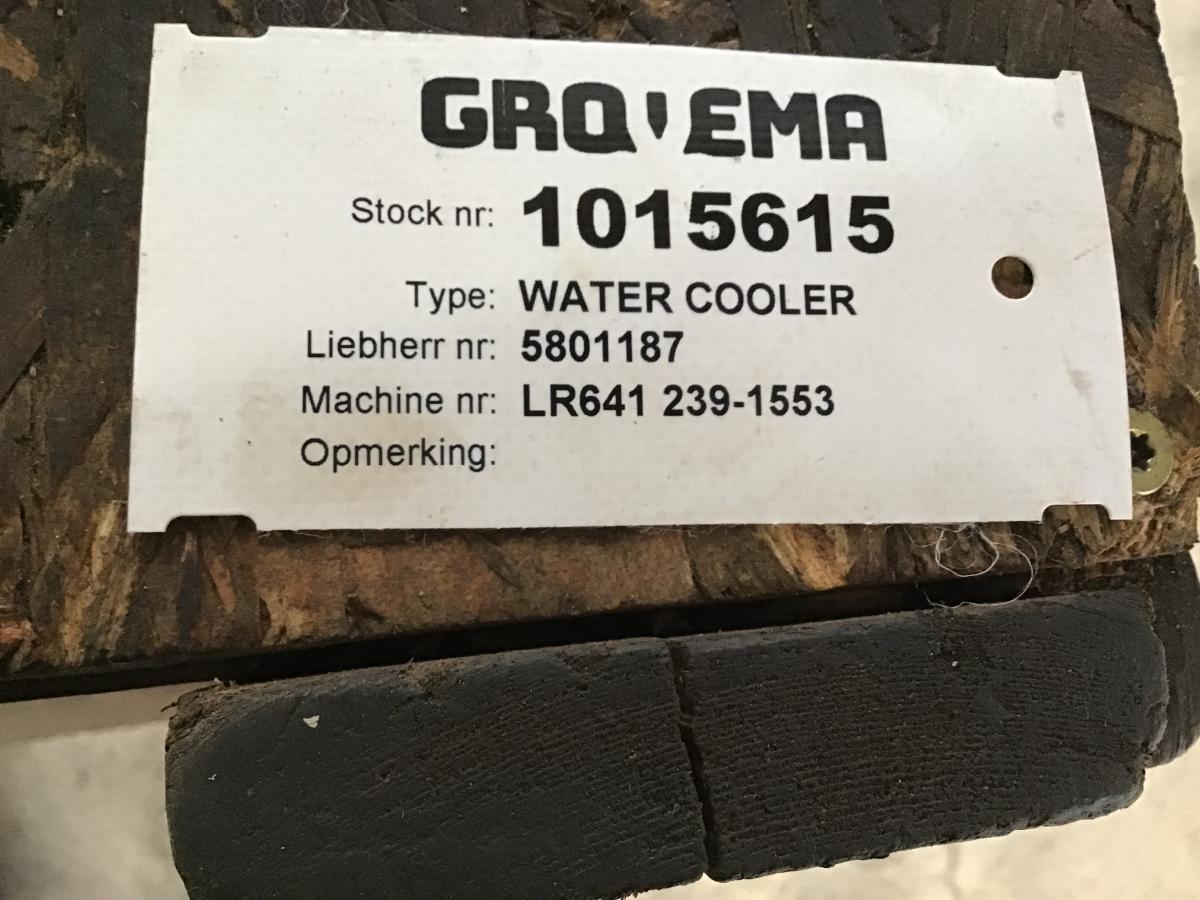 GRO'EMA
Stock nr: 1015615
Type: WATER COOLER
Liebherr nr: 5801187
Machine nr: LR641 239-1553
Opmerking: